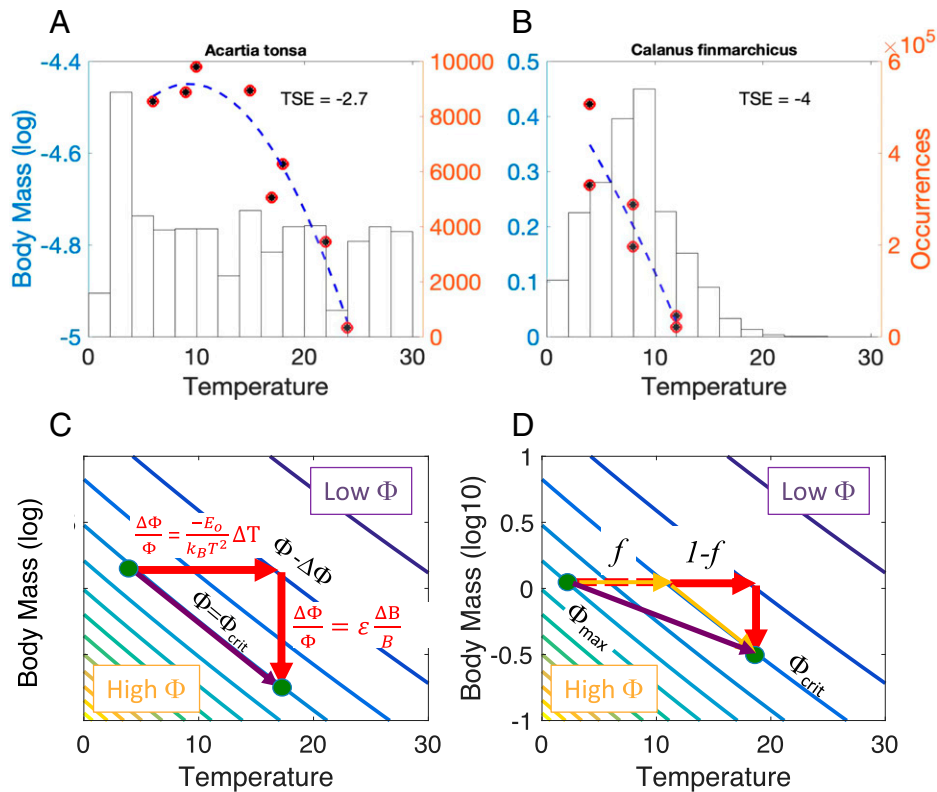 A
Acartia tonsa
Body Mass (log)
-4.4
-4.6
-4.8
-5
TSE = -2.7
10000
8000
6000
4000
2000
0
0 10 20 30
Temperature
B
Calanus finmarchicus
×10⁵
0.5
0.4
0.3
0.2
0.1
0
TSE = -4
6
4
2
0
Occurrences
0 10 20 30
Temperature
C
Body Mass (log)
Low Φ
ΔΦ/Φ = -Eₒ/(k_B T²) ΔT
Φ-ΔΦ
Φ=Φcrit
ΔΦ/Φ = ε ΔB/B
High Φ
0 10 20 30
Temperature
D
Body Mass (log10)
1
0.5
0
-0.5
-1
Low Φ
f
1-f
Φmax
Φcrit
High Φ
0 10 20 30
Temperature